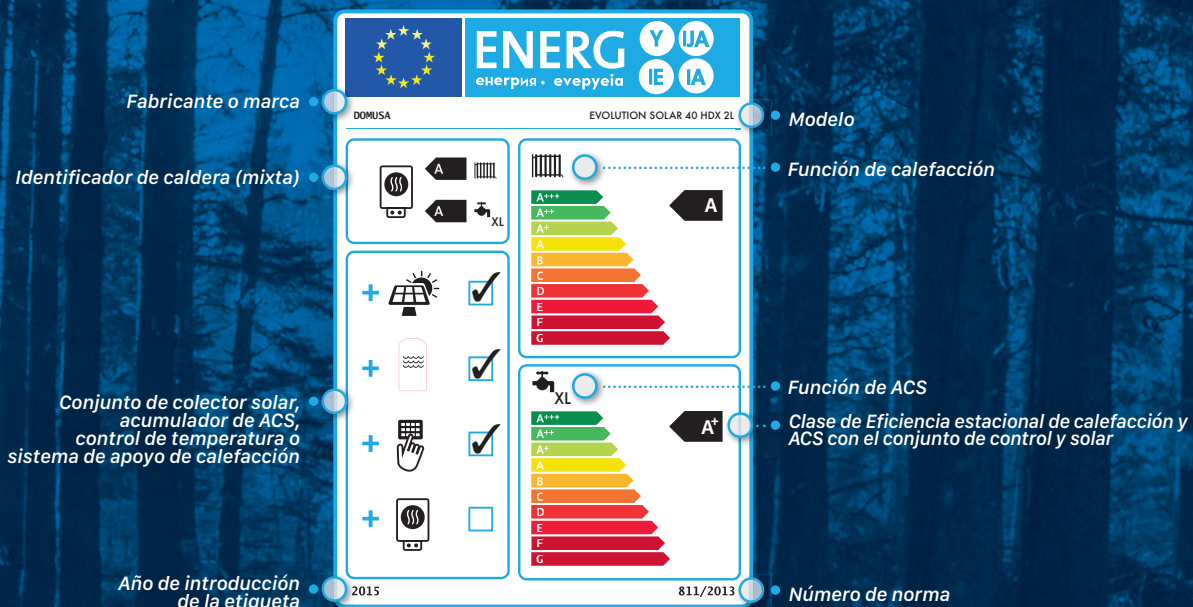 ENERG
енергия · ενεργεια
Y IJA
IE IA
Fabricante o marca
DOMUSA
EVOLUTION SOLAR 40 HDX 2L
Modelo
Identificador de caldera (mixta)
A
A
XL
Función de calefacción
A+++
A++
A+
A
B
C
D
E
F
G
A
+
+
+
+
Conjunto de colector solar,
acumulador de ACS,
control de temperatura o
sistema de apoyo de calefacción
XL
Función de ACS
A+++
A++
A+
A
B
C
D
E
F
G
A+
Clase de Eficiencia estacional de calefacción y
ACS con el conjunto de control y solar
Año de introducción
de la etiqueta
2015
811/2013
Número de norma